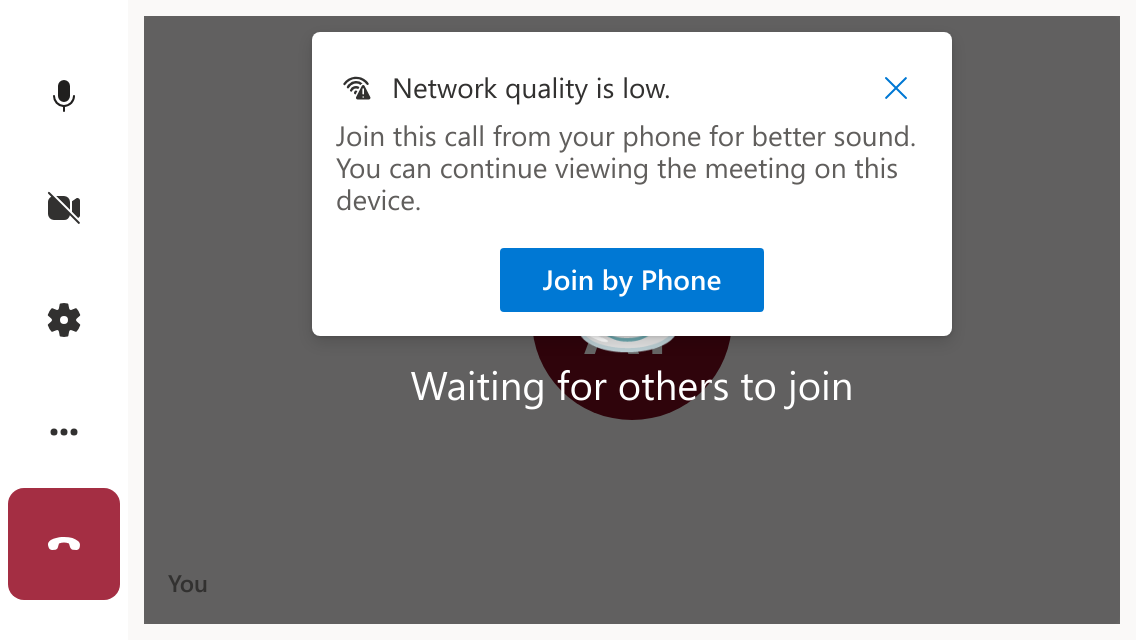 Network quality is low.
Join this call from your phone for better sound.
You can continue viewing the meeting on this
device.
Join by Phone
Waiting for others to join
You